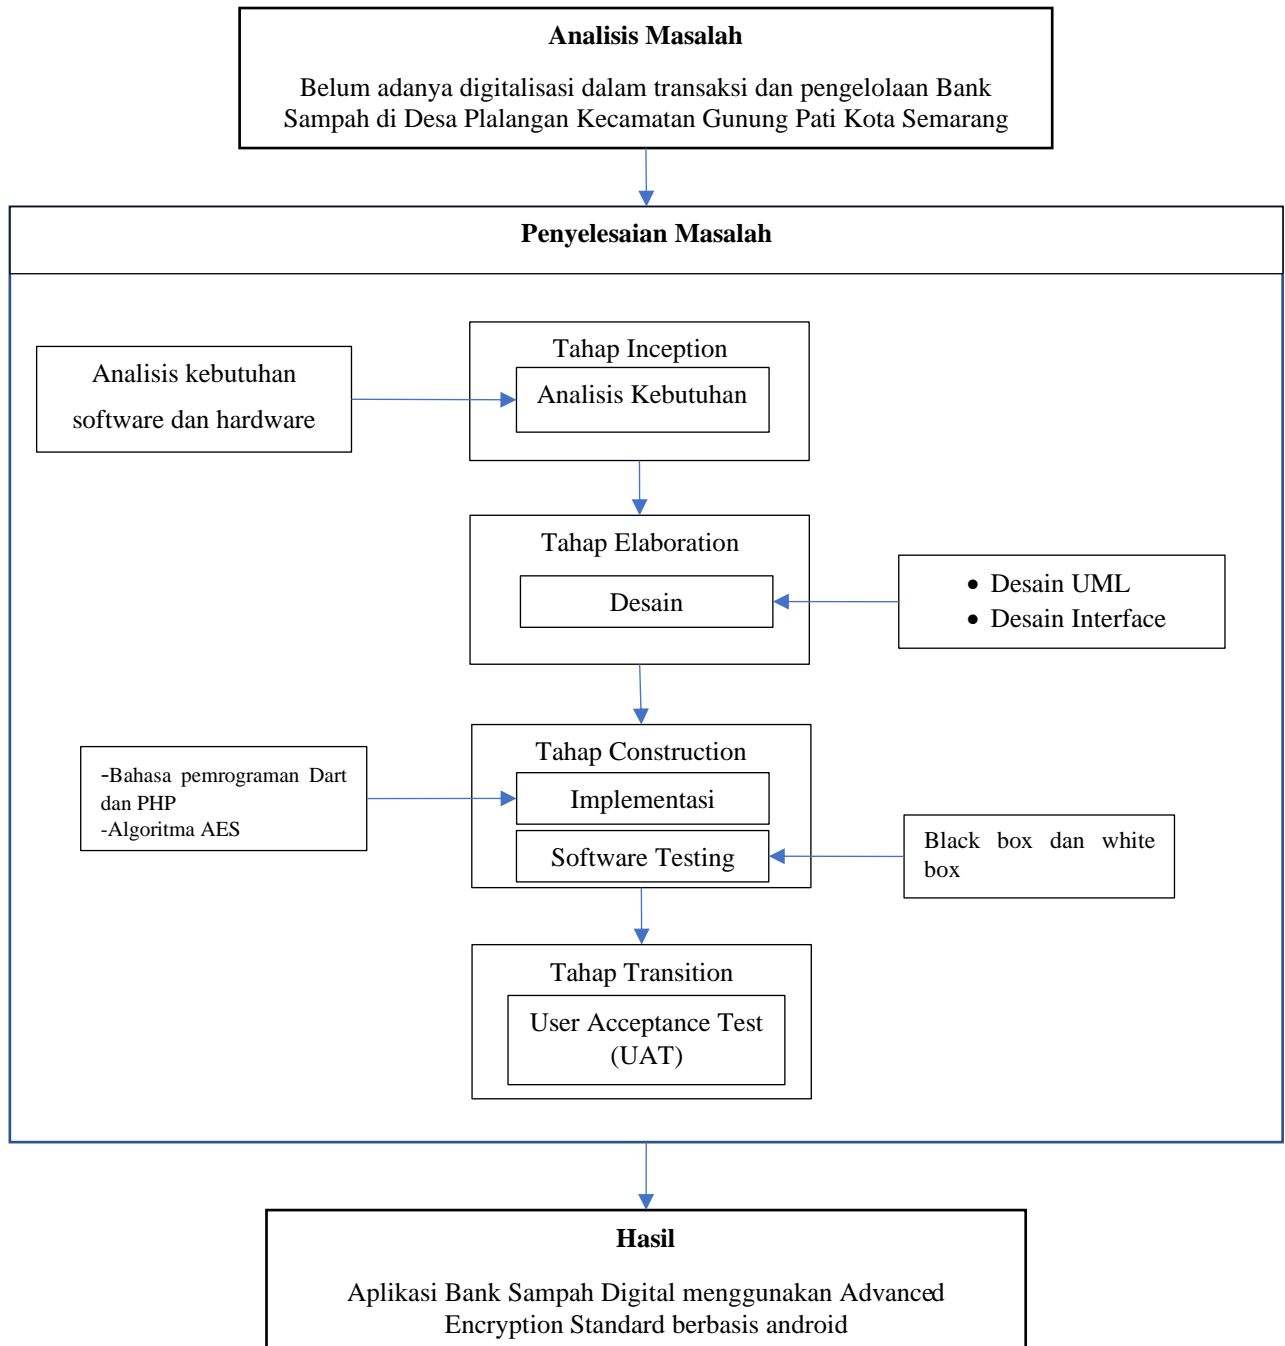 Analisis Masalah
Belum adanya digitalisasi dalam transaksi dan pengelolaan Bank
Sampah di Desa Plalangan Kecamatan Gunung Pati Kota Semarang
Penyelesaian Masalah
Tahap Inception
Analisis kebutuhan
software dan hardware
Analisis Kebutuhan
Tahap Elaboration
Desain
• Desain UML
• Desain Interface
Tahap Construction
-Bahasa pemrograman Dart
dan PHP
-Algoritma AES
Implementasi
Software Testing
Black box dan white
box
Tahap Transition
User Acceptance Test
(UAT)
Hasil
Aplikasi Bank Sampah Digital menggunakan Advanced
Encryption Standard berbasis android